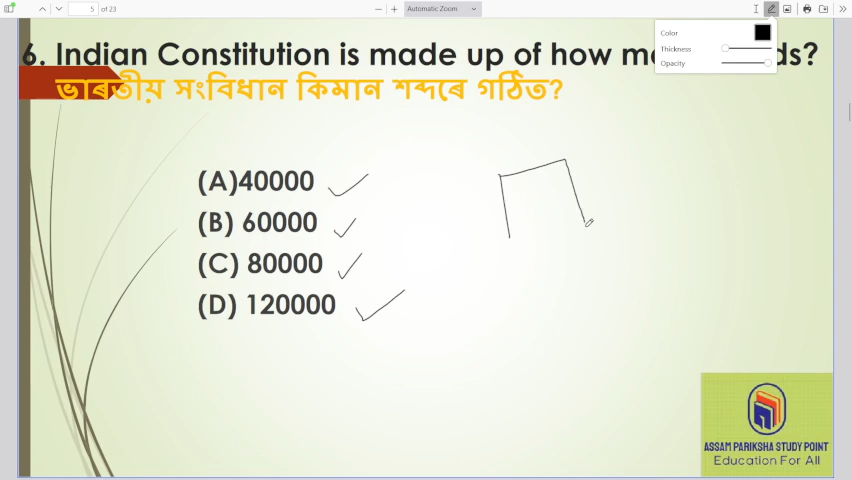 5 of 23
Automatic Zoom
Color
Thickness
Opacity
6. Indian Constitution is made up of how m ds?
ভাৰতীয় সংবিধান কিমান শব্দৰে গঠিত?
(A)40000
(B) 60000
(C) 80000
(D) 120000
ASSAM PARIKSHA STUDY POINT
Education For All